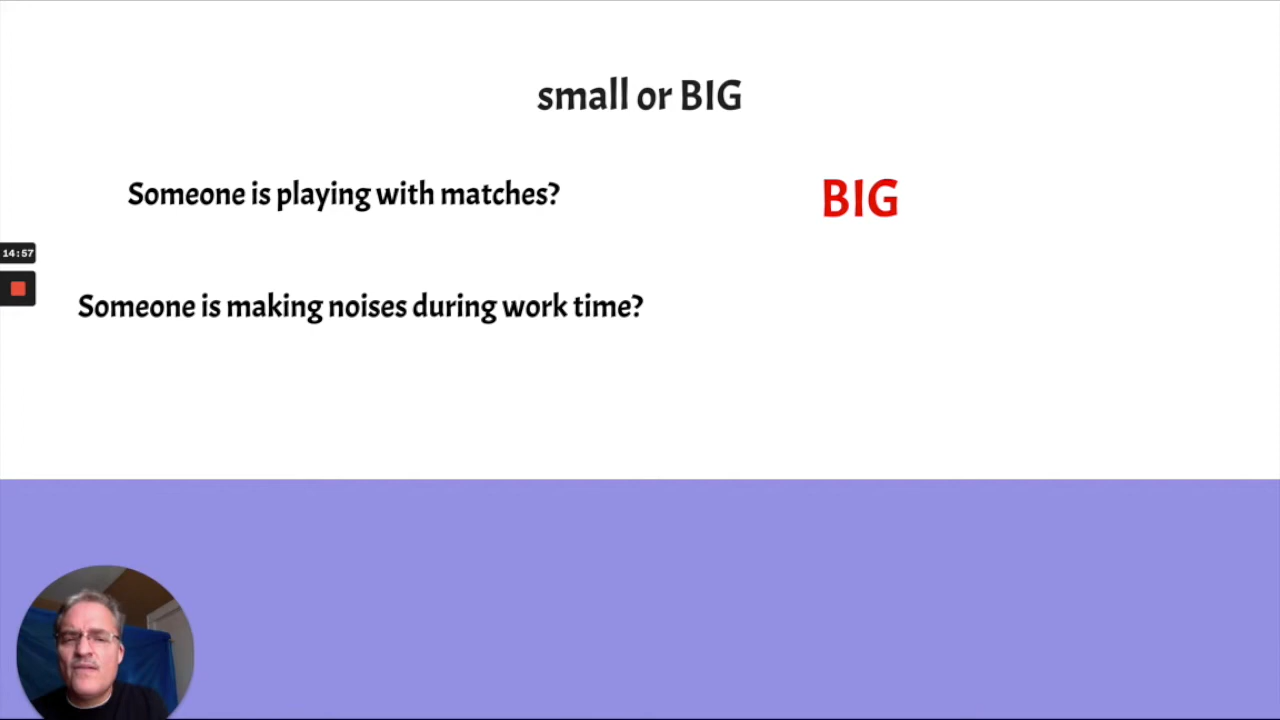 small or BIG
Someone is playing with matches?
BIG
14:57
Someone is making noises during work time?